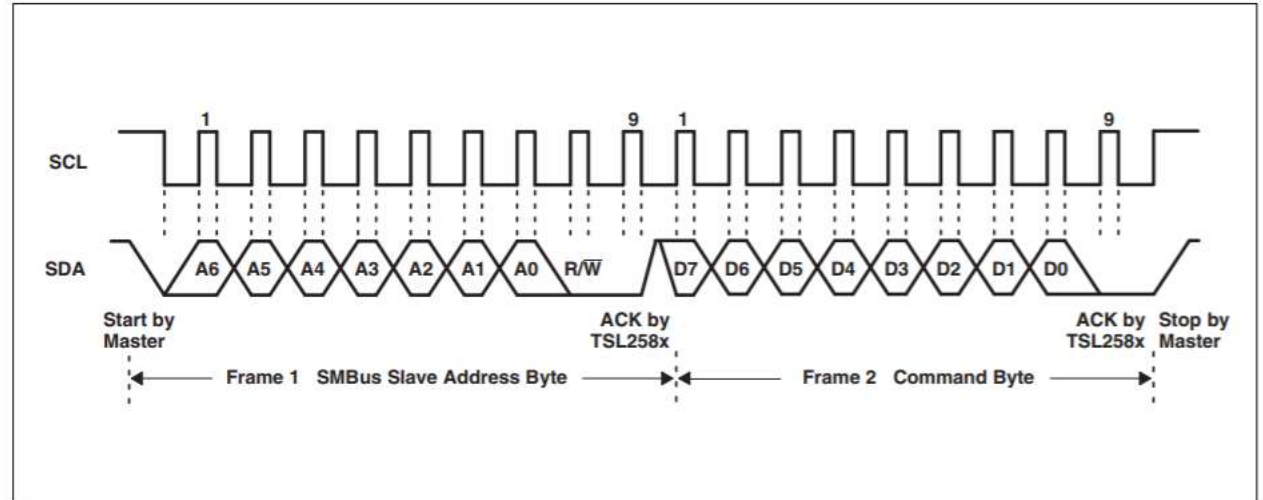 1 9 1 9
SCL
SDA A6 A5 A4 A3 A2 A1 A0 R/W̅ D7 D6 D5 D4 D3 D2 D1 D0
Start by ACK by ACK by Stop by
Master TSL258x TSL258x Master
Frame 1 SMBus Slave Address Byte Frame 2 Command Byte